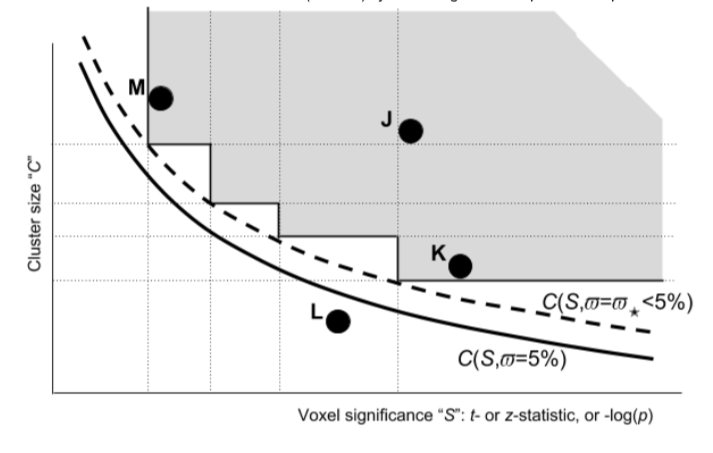 M
J
Cluster size “C”
K
C(S,ϖ=ϖ⋆<5%)
L
C(S,ϖ=5%)
Voxel significance “S”: t- or z-statistic, or -log(p)